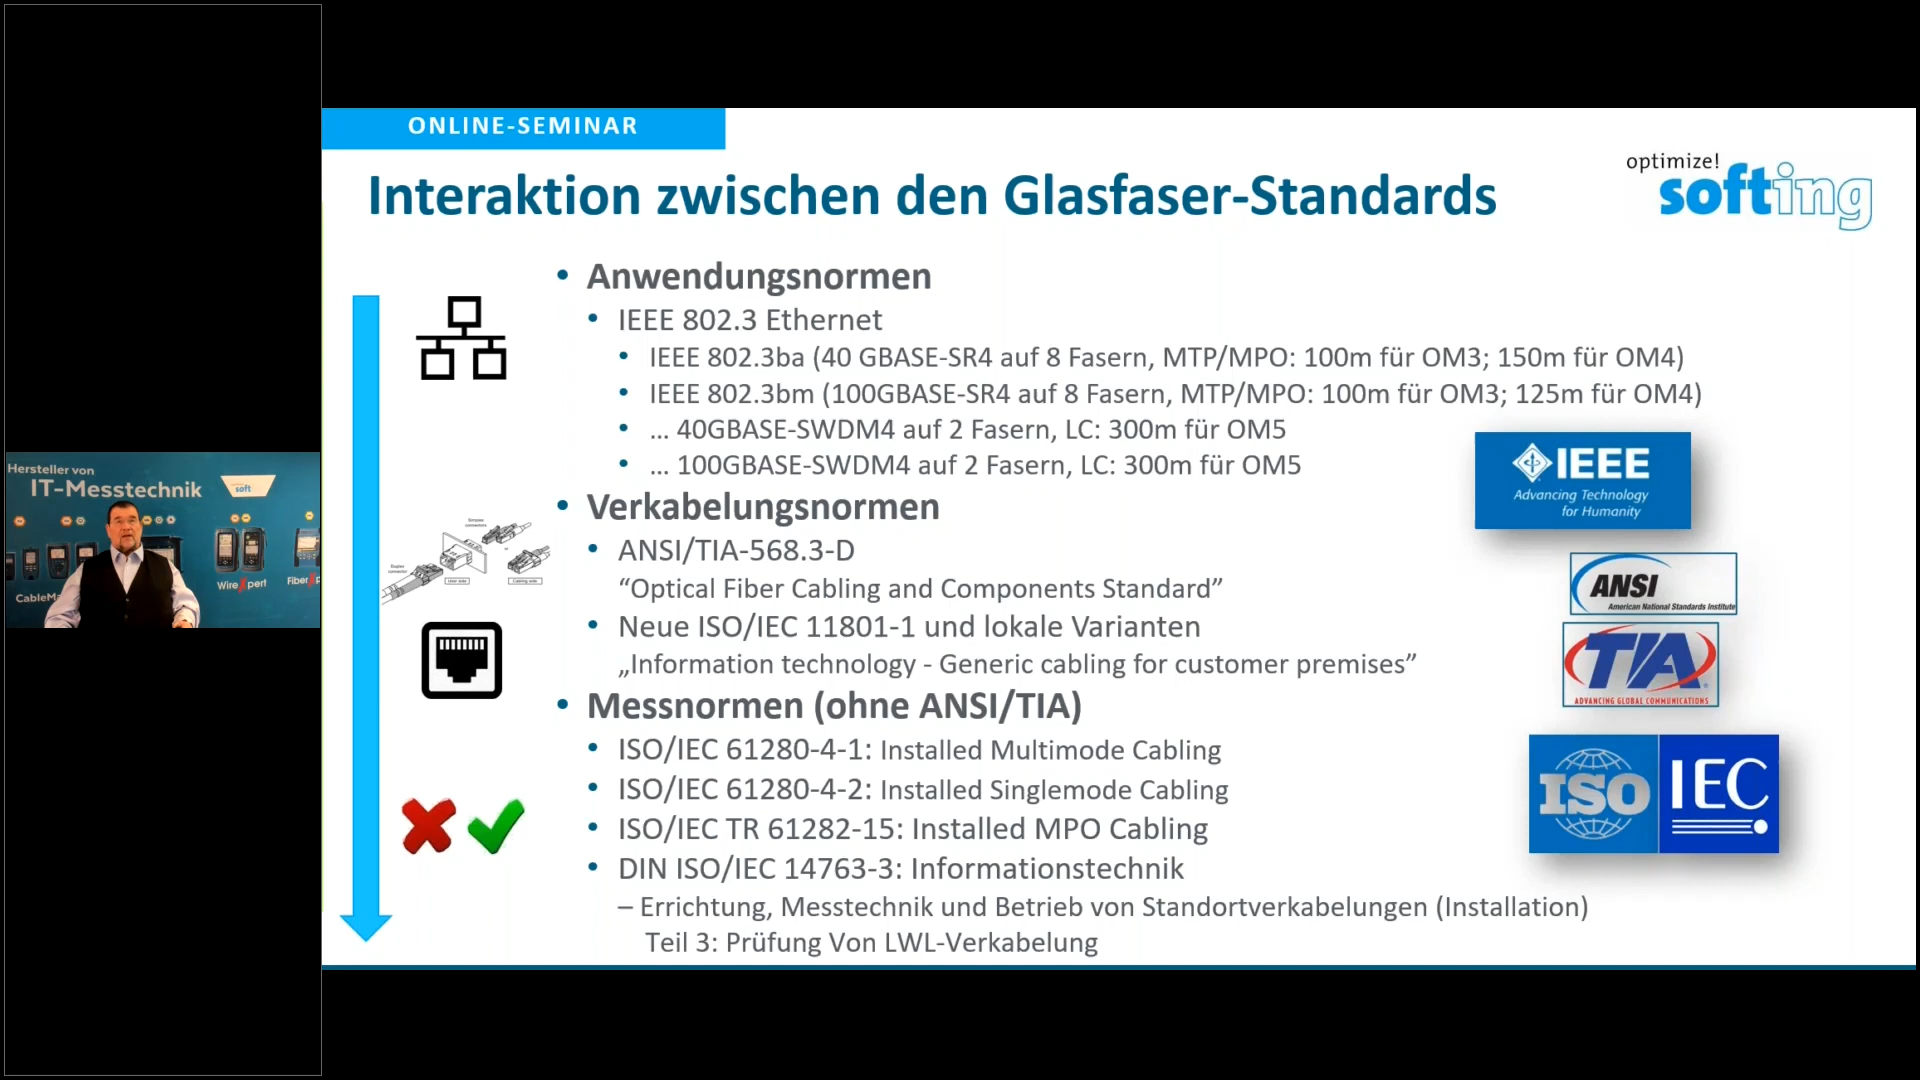 ONLINE-SEMINAR
Interaktion zwischen den Glasfaser-Standards
optimize!
softing
• Anwendungsnormen
• IEEE 802.3 Ethernet
• IEEE 802.3ba (40 GBASE-SR4 auf 8 Fasern, MTP/MPO: 100m für OM3; 150m für OM4)
• IEEE 802.3bm (100GBASE-SR4 auf 8 Fasern, MTP/MPO: 100m für OM3; 125m für OM4)
• ... 40GBASE-SWDM4 auf 2 Fasern, LC: 300m für OM5
• ... 100GBASE-SWDM4 auf 2 Fasern, LC: 300m für OM5
IEEE
Advancing Technology
for Humanity
• Verkabelungsnormen
• ANSI/TIA-568.3-D
“Optical Fiber Cabling and Components Standard”
• Neue ISO/IEC 11801-1 und lokale Varianten
„Information technology - Generic cabling for customer premises”
ANSI
American National Standards Institute
TIA
ADVANCING GLOBAL COMMUNICATIONS
• Messnormen (ohne ANSI/TIA)
• ISO/IEC 61280-4-1: Installed Multimode Cabling
• ISO/IEC 61280-4-2: Installed Singlemode Cabling
• ISO/IEC TR 61282-15: Installed MPO Cabling
• DIN ISO/IEC 14763-3: Informationstechnik
– Errichtung, Messtechnik und Betrieb von Standortverkabelungen (Installation)
Teil 3: Prüfung Von LWL-Verkabelung
ISO
IEC
Hersteller von
IT-Messtechnik
soft
WireXpert
CableMa